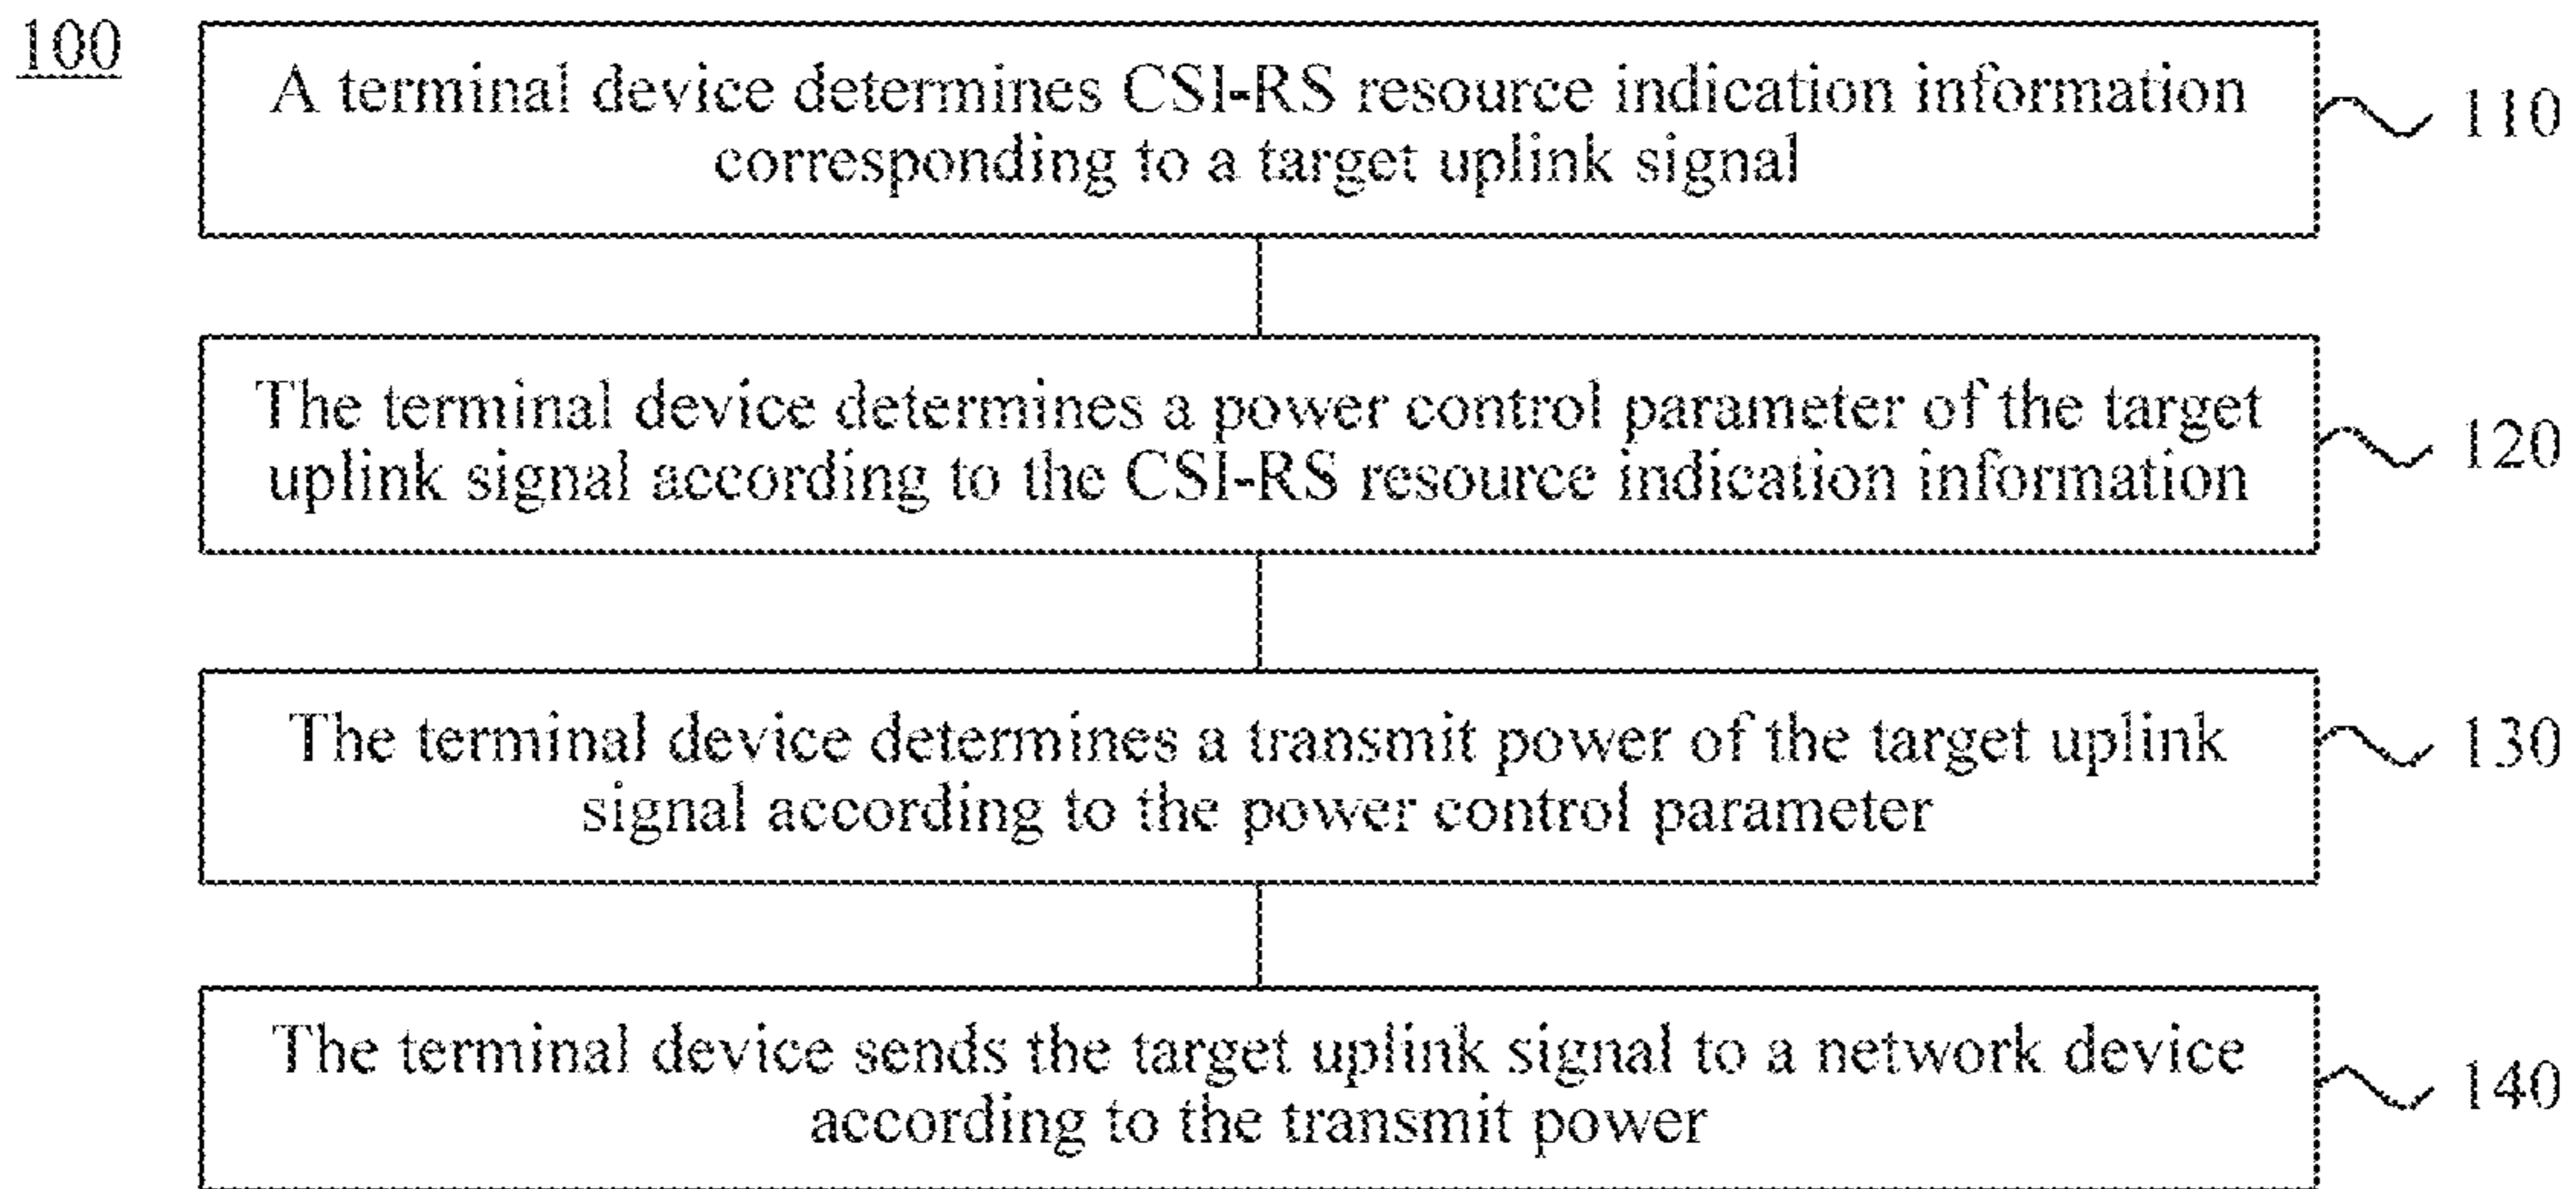 100
A terminal device determines CSI-RS resource indication information
corresponding to a target uplink signal
110
The terminal device determines a power control parameter of the target
uplink signal according to the CSI-RS resource indication information
120
The terminal device determines a transmit power of the target uplink
signal according to the power control parameter
130
The terminal device sends the target uplink signal to a network device
according to the transmit power
140